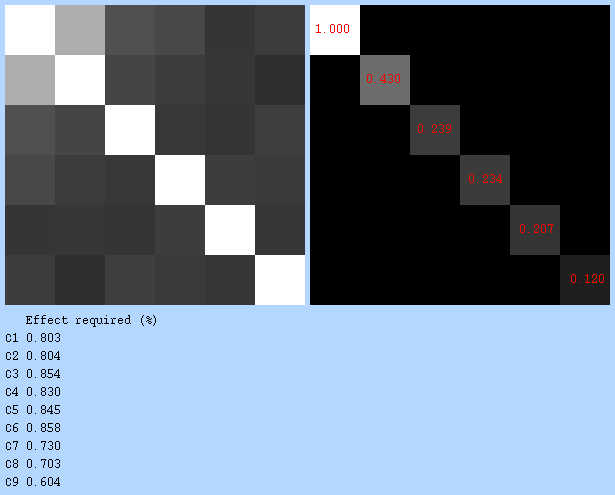 1.000
0.430
0.239
0.234
0.207
0.120
Effect required (%)
C1 0.803
C2 0.804
C3 0.854
C4 0.830
C5 0.845
C6 0.858
C7 0.730
C8 0.703
C9 0.604